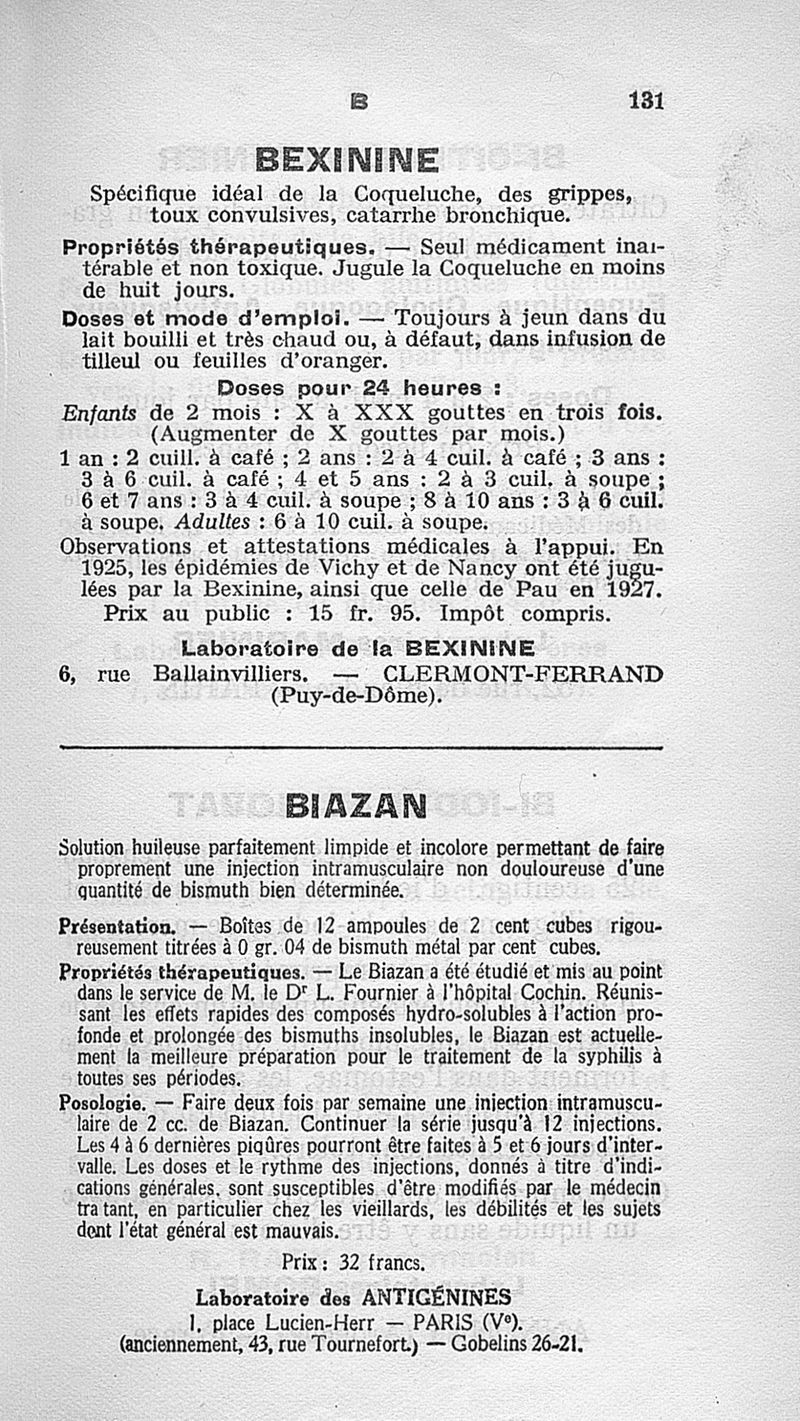 B 131
BEXININE
Spécifique idéal de la Coqueluche, des grippes,
toux convulsives, catarrhe bronchique.
Propriétés thérapeutiques. — Seul médicament inal-
térable et non toxique. Jugule la Coqueluche en moins
de huit jours.
Doses et mode d'emploi. — Toujours à jeun dans du
lait bouilli et très chaud ou, à défaut, dans infusion de
tilleul ou feuilles d'oranger.
Doses pour 24 heures :
Enfants de 2 mois : X à XXX gouttes en trois fois.
(Augmenter de X gouttes par mois.)
1 an : 2 cuill. à café ; 2 ans : 2 à 4 cuil. à café ; 3 ans :
3 à 6 cuil. à café ; 4 et 5 ans : 2 à 3 cuil. à soupe ;
6 et 7 ans : 3 à 4 cuil. à soupe ; 8 à 10 ans : 3 à 6 cuil.
à soupe. Adultes : 6 à 10 cuil. à soupe.
Observations et attestations médicales à l'appui. En
1925, les épidémies de Vichy et de Nancy ont été jugu-
lées par la Bexinine, ainsi que celle de Pau en 1927.
Prix au public : 15 fr. 95. Impôt compris.
Laboratoire de la BEXININE
6, rue Ballainvilliers. — CLERMONT-FERRAND
(Puy-de-Dôme).
BIAZAN
Solution huileuse parfaitement limpide et incolore permettant de faire
proprement une injection intramusculaire non douloureuse d'une
quantité de bismuth bien déterminée.
Présentation. — Boîtes de 12 ampoules de 2 cent cubes rigou-
reusement titrées à 0 gr. 04 de bismuth métal par cent cubes.
Propriétés thérapeutiques. — Le Biazan a été étudié et mis au point
dans le service de M. le Dr L. Fournier à l'hôpital Cochin. Réunis-
sant les effets rapides des composés hydro-solubles à l'action pro-
fonde et prolongée des bismuths insolubles, le Biazan est actuelle-
ment la meilleure préparation pour le traitement de la syphilis à
toutes ses périodes.
Posologie. — Faire deux fois par semaine une injection intramuscu-
laire de 2 cc. de Biazan. Continuer la série jusqu'à 12 injections.
Les 4 à 6 dernières piqûres pourront être faites à 5 et 6 jours d'inter-
valle. Les doses et le rythme des injections, donnés à titre d'indi-
cations générales, sont susceptibles d'être modifiés par le médecin
tra tant, en particulier chez les vieillards, les débilités et les sujets
dont l'état général est mauvais.
Prix : 32 francs.
Laboratoire des ANTIGÉNINES
1, place Lucien-Herr — PARIS (Ve).
(anciennement, 43, rue Tournefort.) — Gobelins 26-21.